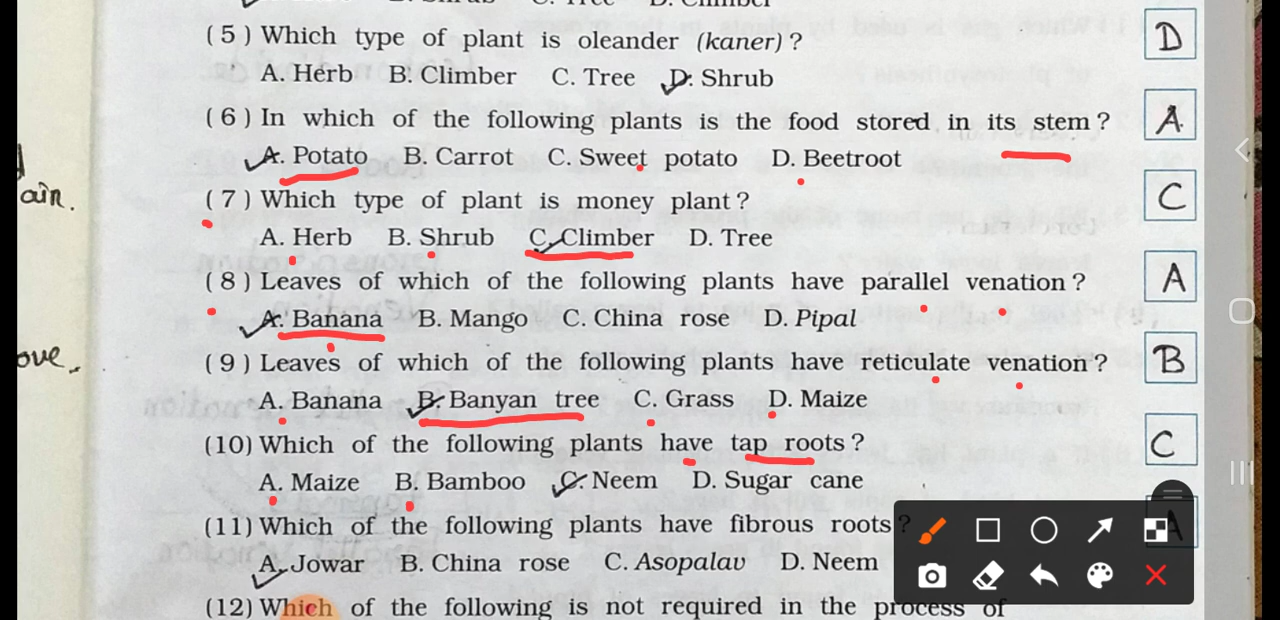 B. Shrub C. Tree D. Climber
(5) Which type of plant is oleander (kaner)? D
A. Herb B. Climber C. Tree D. Shrub
(6) In which of the following plants is the food stored in its stem? A
A. Potato B. Carrot C. Sweet potato D. Beetroot
ain.
(7) Which type of plant is money plant? C
A. Herb B. Shrub C. Climber D. Tree
(8) Leaves of which of the following plants have parallel venation? A
A. Banana B. Mango C. China rose D. Pipal
ove.
(9) Leaves of which of the following plants have reticulate venation? B
A. Banana B. Banyan tree C. Grass D. Maize
(10) Which of the following plants have tap roots? C
A. Maize B. Bamboo C. Neem D. Sugar cane
(11) Which of the following plants have fibrous roots? A
A. Jowar B. China rose C. Asopalav D. Neem
(12) Which of the following is not required in the process of